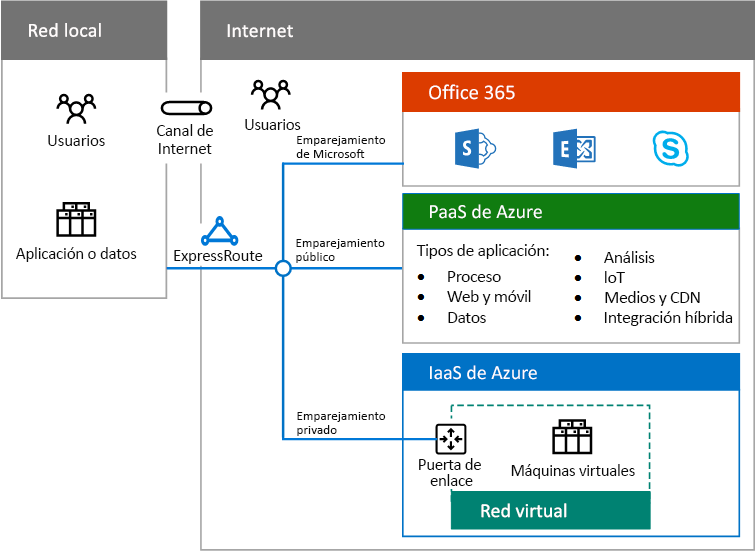 Red local
Internet
Usuarios
Canal de
Internet
Usuarios
Aplicación o datos
ExpressRoute
Emparejamiento
de Microsoft
Office 365
S
E
S
Emparejamiento
público
PaaS de Azure
Tipos de aplicación:
• Proceso
• Web y móvil
• Datos
• Análisis
• IoT
• Medios y CDN
• Integración híbrida
Emparejamiento
privado
IaaS de Azure
Puerta de
enlace
Máquinas virtuales
Red virtual